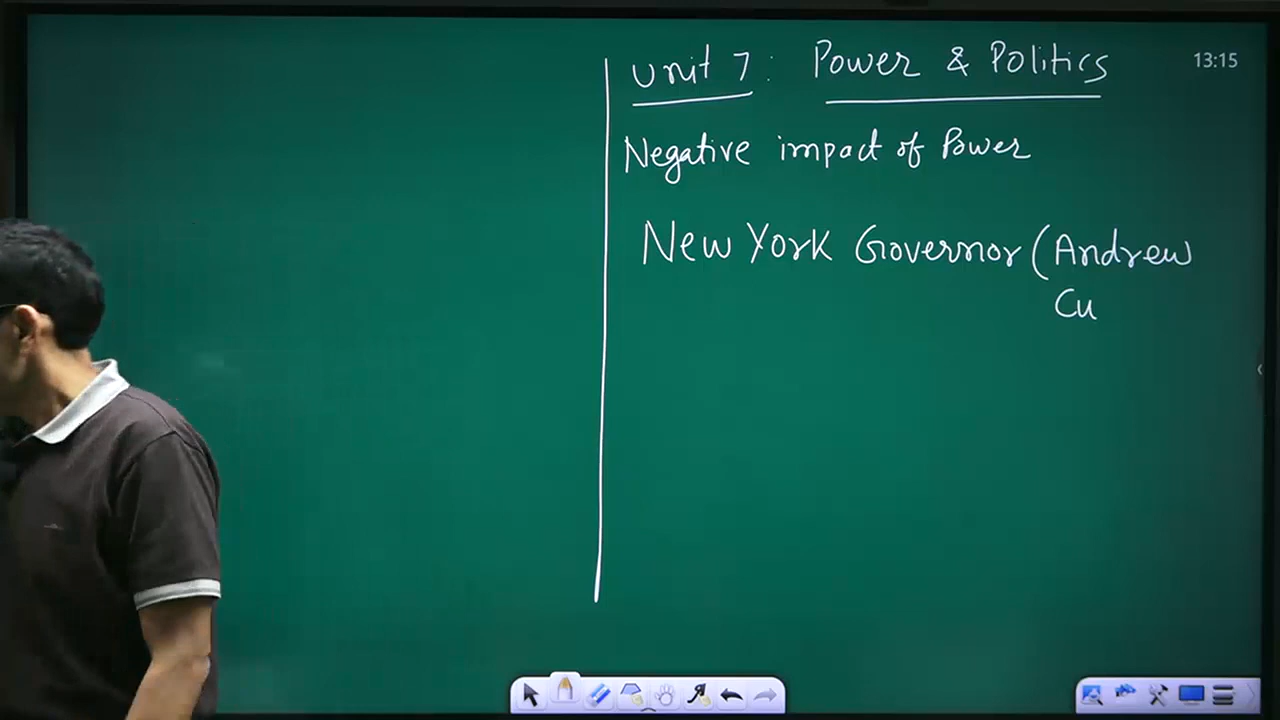 Unit 7: Power & Politics
13:15
Negative impact of Power
New York Governor (Andrew
Cu